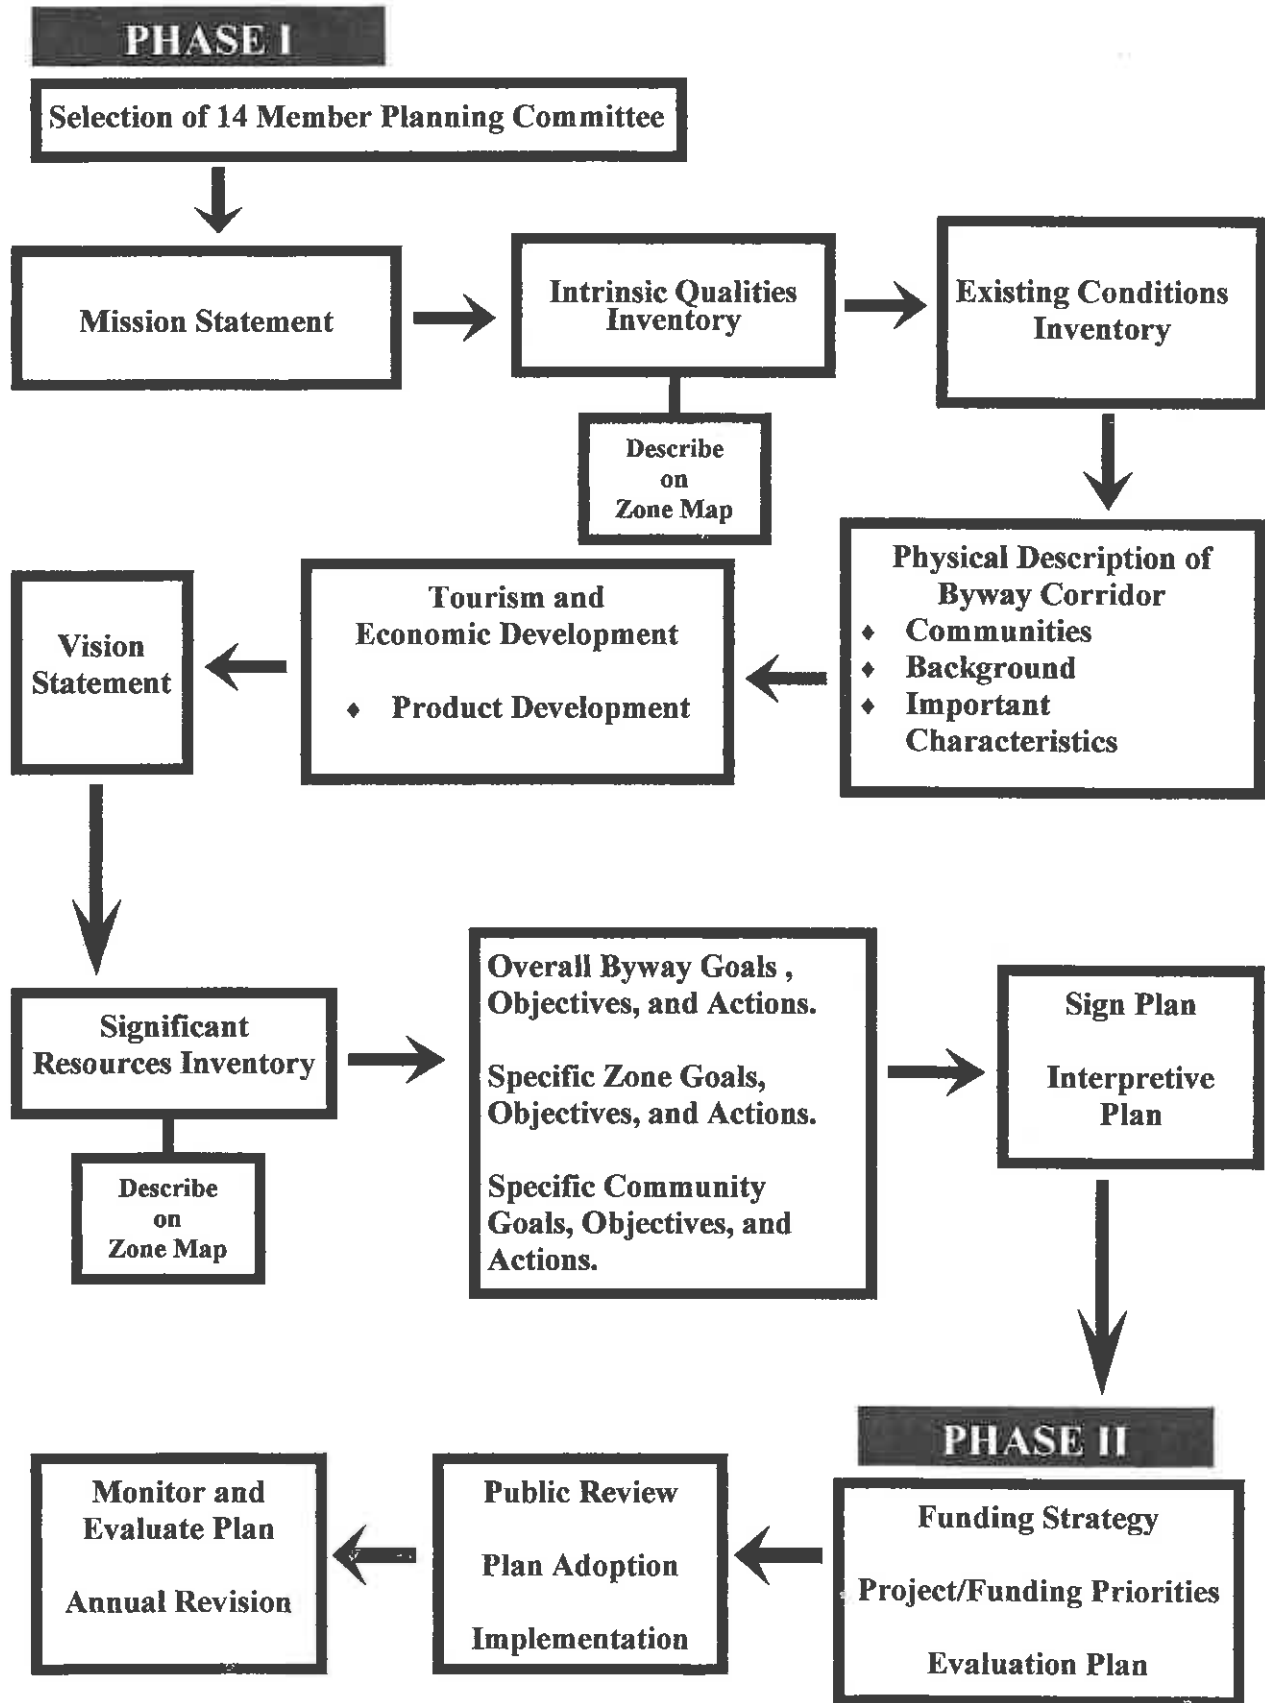 PHASE I
Selection of 14 Member Planning Committee
Mission Statement
Intrinsic Qualities
Inventory
Existing Conditions
Inventory
Describe
on
Zone Map
Physical Description of
Byway Corridor
♦ Communities
♦ Background
♦ Important
Characteristics
Tourism and
Economic Development
♦ Product Development
Vision
Statement
Significant
Resources Inventory
Describe
on
Zone Map
Overall Byway Goals ,
Objectives, and Actions.
Specific Zone Goals,
Objectives, and Actions.
Specific Community
Goals, Objectives, and
Actions.
Sign Plan
Interpretive
Plan
PHASE II
Funding Strategy
Project/Funding Priorities
Evaluation Plan
Public Review
Plan Adoption
Implementation
Monitor and
Evaluate Plan
Annual Revision